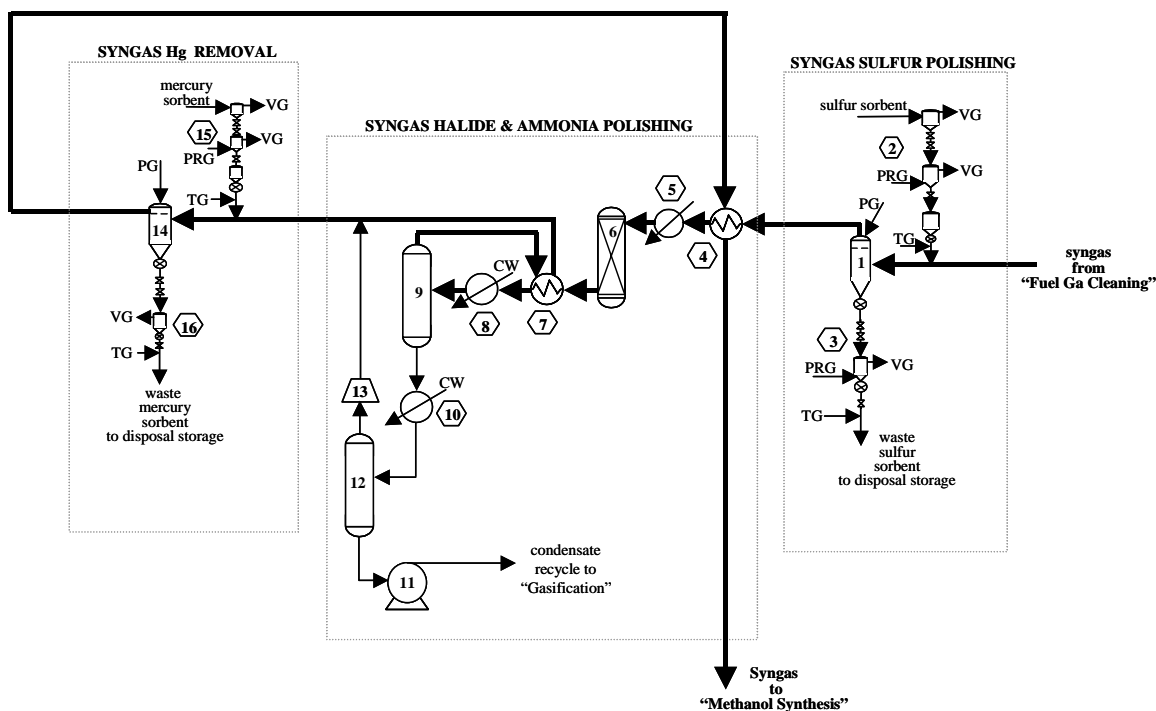 SYNGAS Hg REMOVAL
mercury
sorbent
VG
15
VG
PRG
PG
TG
14
VG
16
TG
waste
mercury
sorbent
to disposal storage
SYNGAS HALIDE & AMMONIA POLISHING
5
6
4
9
CW
8
7
13
CW
10
12
11
condensate
recycle to
“Gasification”
SYNGAS SULFUR POLISHING
sulfur sorbent
VG
2
VG
PRG
PG
TG
1
syngas
from
“Fuel Ga Cleaning”
3
VG
PRG
TG
waste
sulfur
sorbent
to disposal storage
Syngas
to
“Methanol Synthesis”